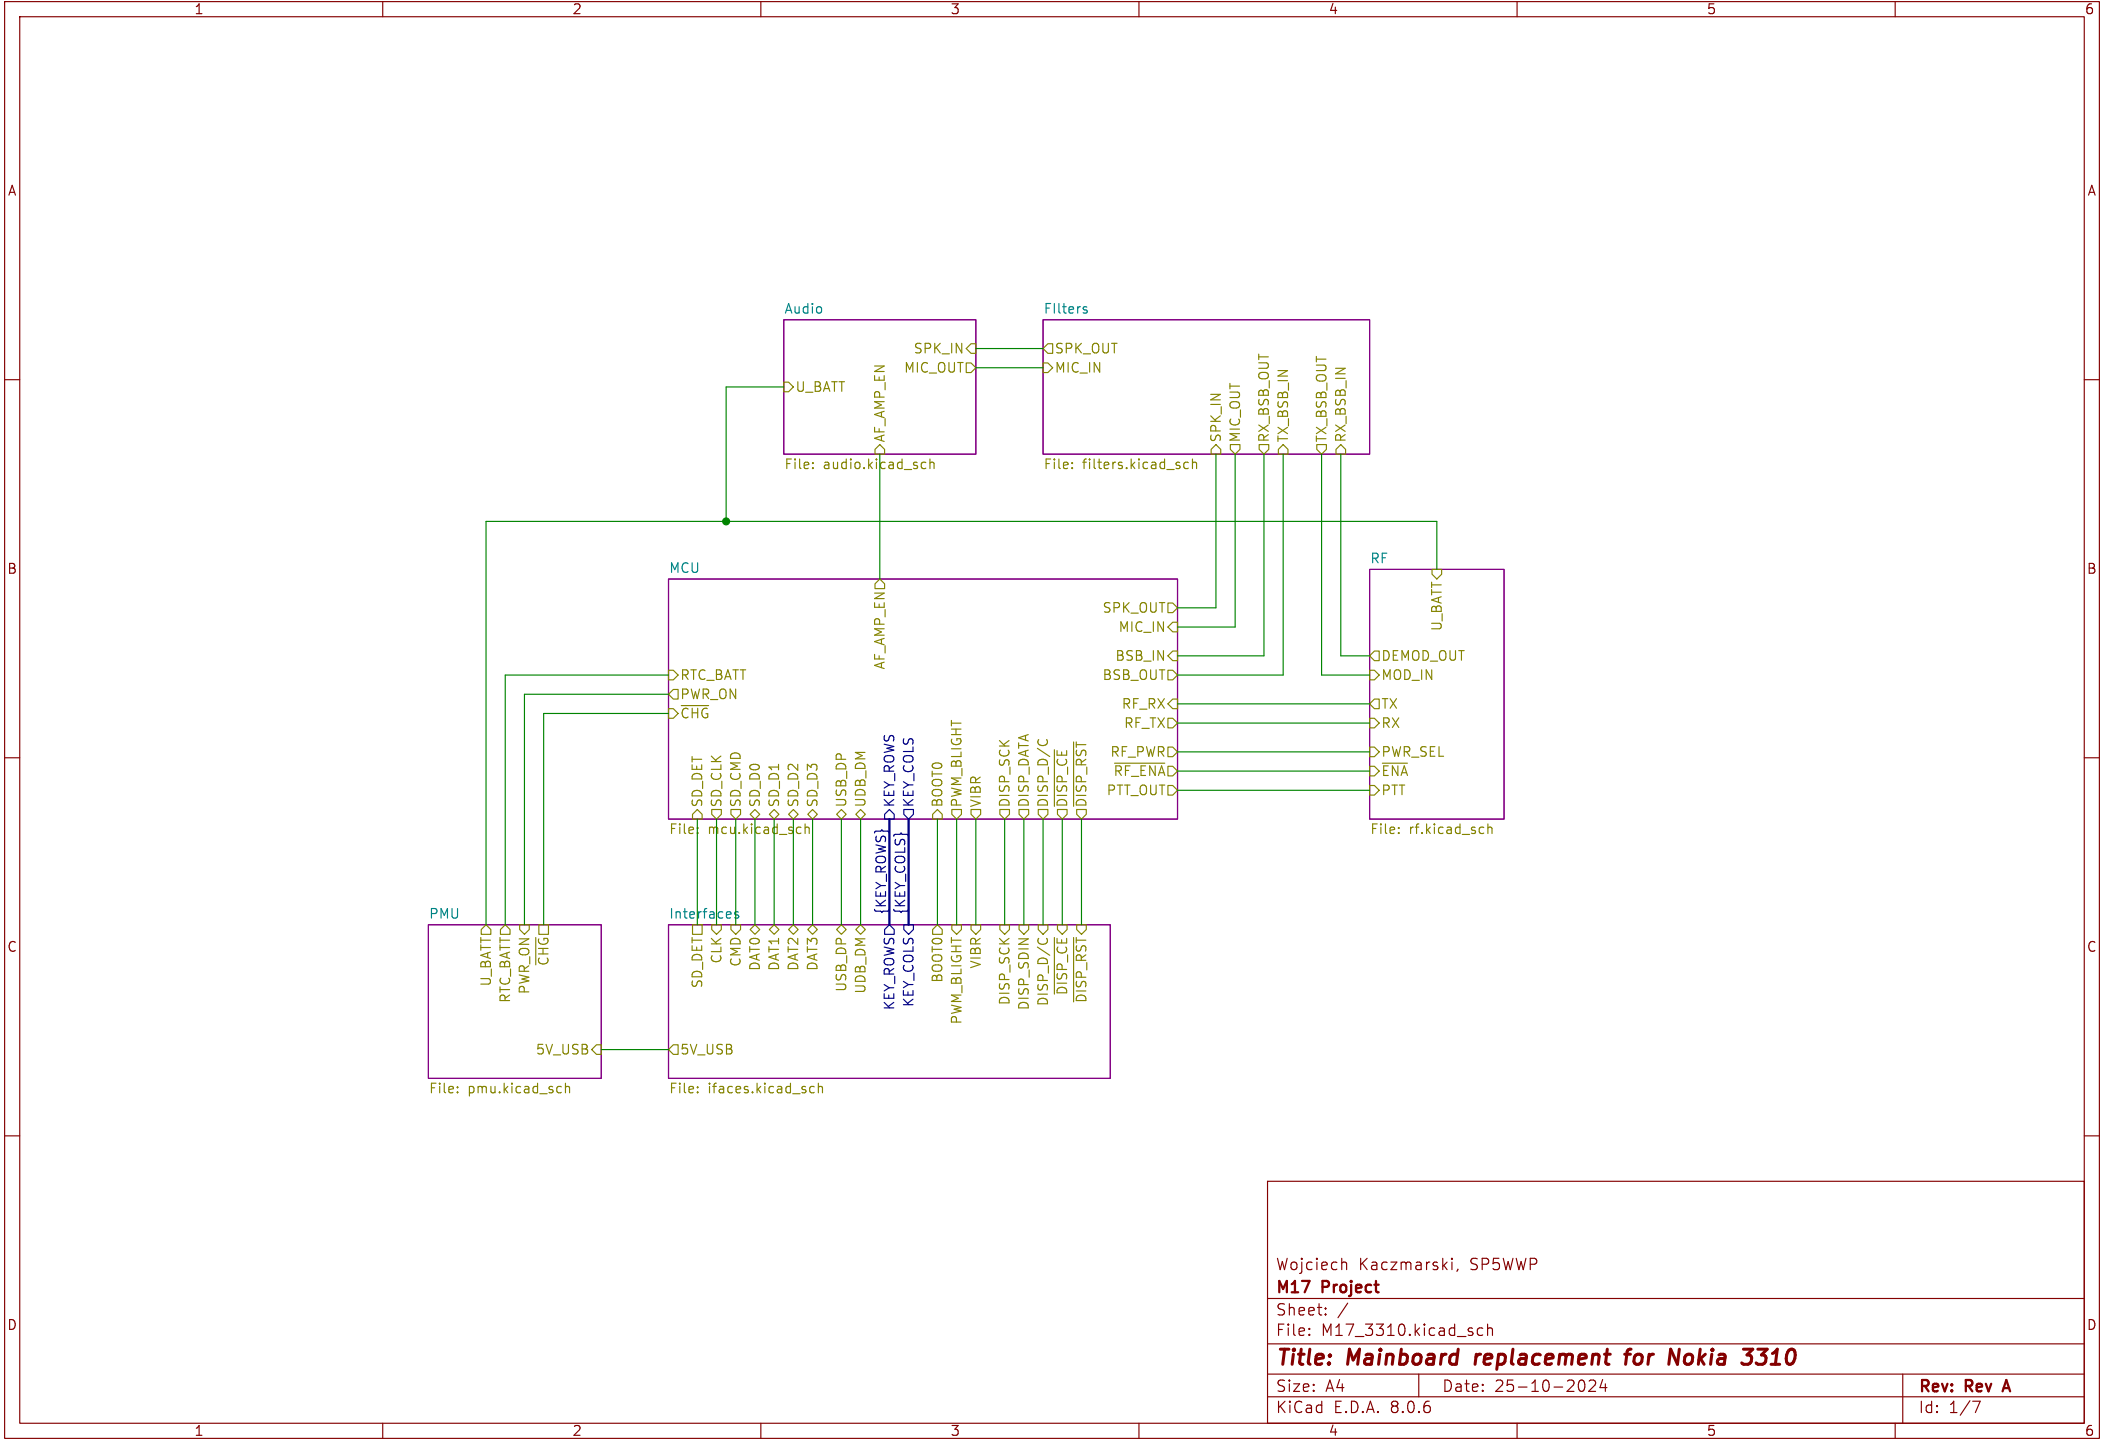 1 2 3 4 5 6
A A
B B
C C
D D
1 2 3 4 5 6
Audio
SPK_IN
MIC_OUT
U_BATT
AF_AMP_EN
File: audio.kicad_sch
FIlters
SPK_OUT
MIC_IN
SPK_IN
MIC_OUT
RX_BSB_OUT
TX_BSB_IN
TX_BSB_OUT
RX_BSB_IN
File: filters.kicad_sch
MCU
AF_AMP_EN
SPK_OUT
MIC_IN
BSB_IN
BSB_OUT
RF_RX
RF_TX
RF_PWR
RF_ENA
PTT_OUT
RTC_BATT
PWR_ON
CHG
SD_DET
SD_CLK
SD_CMD
SD_D0
SD_D1
SD_D2
SD_D3
USB_DP
UDB_DM
KEY_ROWS
KEY_COLS
BOOT0
PWM_BLIGHT
VIBR
DISP_SCK
DISP_DATA
DISP_D/C
DISP_CE
DISP_RST
File: mcu.kicad_sch
{KEY_ROWS}
{KEY_COLS}
RF
U_BATT
DEMOD_OUT
MOD_IN
TX
RX
PWR_SEL
ENA
PTT
File: rf.kicad_sch
PMU
U_BATT
RTC_BATT
PWR_ON
CHG
5V_USB
File: pmu.kicad_sch
Interfaces
SD_DET
CLK
CMD
DAT0
DAT1
DAT2
DAT3
USB_DP
UDB_DM
KEY_ROWS
KEY_COLS
BOOT0
PWM_BLIGHT
VIBR
DISP_SCK
DISP_SDIN
DISP_D/C
DISP_CE
DISP_RST
5V_USB
File: ifaces.kicad_sch
Wojciech Kaczmarski, SP5WWP
M17 Project
Sheet: /
File: M17_3310.kicad_sch
Title: Mainboard replacement for Nokia 3310
Size: A4 Date: 25-10-2024 Rev: Rev A
KiCad E.D.A. 8.0.6 Id: 1/7